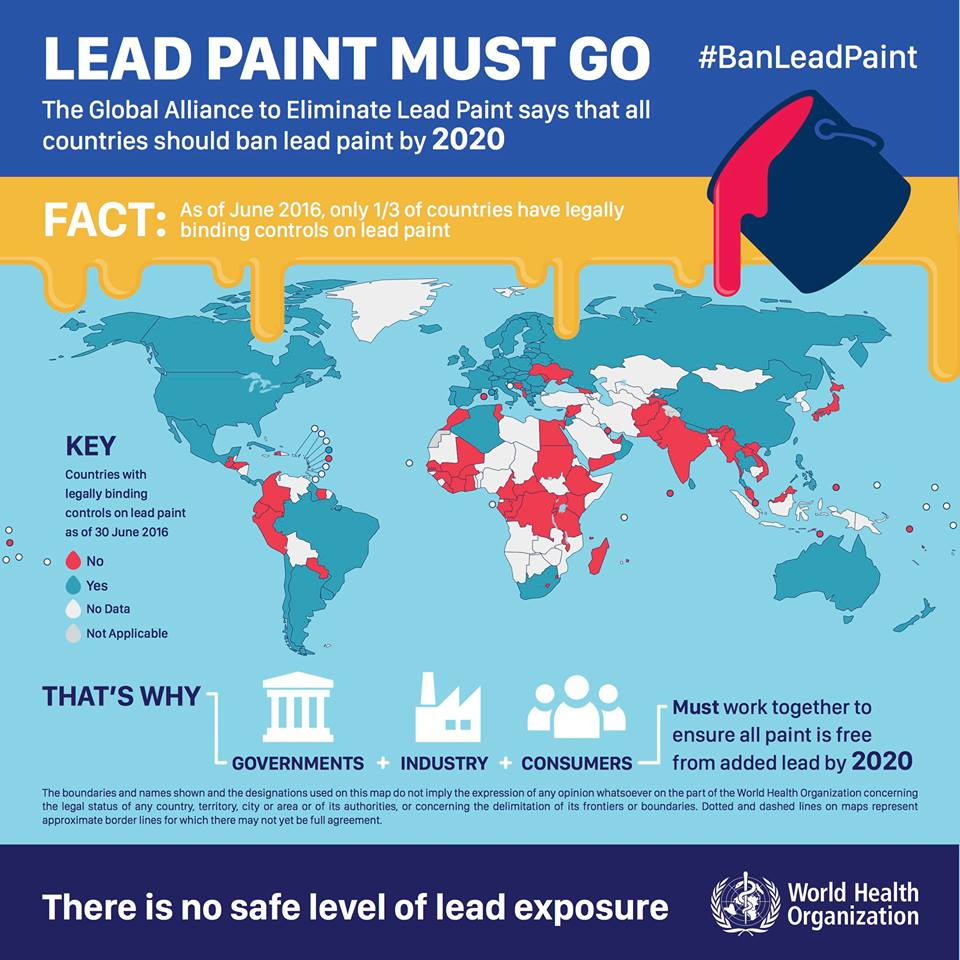 LEAD PAINT MUST GO
#BanLeadPaint
The Global Alliance to Eliminate Lead Paint says that all
countries should ban lead paint by 2020
FACT:
As of June 2016, only 1/3 of countries have legally
binding controls on lead paint
KEY
Countries with
legally binding
controls on lead paint
as of 30 June 2016
No
Yes
No Data
Not Applicable
THAT'S WHY
GOVERNMENTS + INDUSTRY + CONSUMERS
Must work together to
ensure all paint is free
from added lead by 2020
The boundaries and names shown and the designations used on this map do not imply the expression of any opinion whatsoever on the part of the World Health Organization concerning
the legal status of any country, territory, city or area or of its authorities, or concerning the delimitation of its frontiers or boundaries. Dotted and dashed lines on maps represent
approximate border lines for which there may not yet be full agreement.
There is no safe level of lead exposure
World Health
Organization